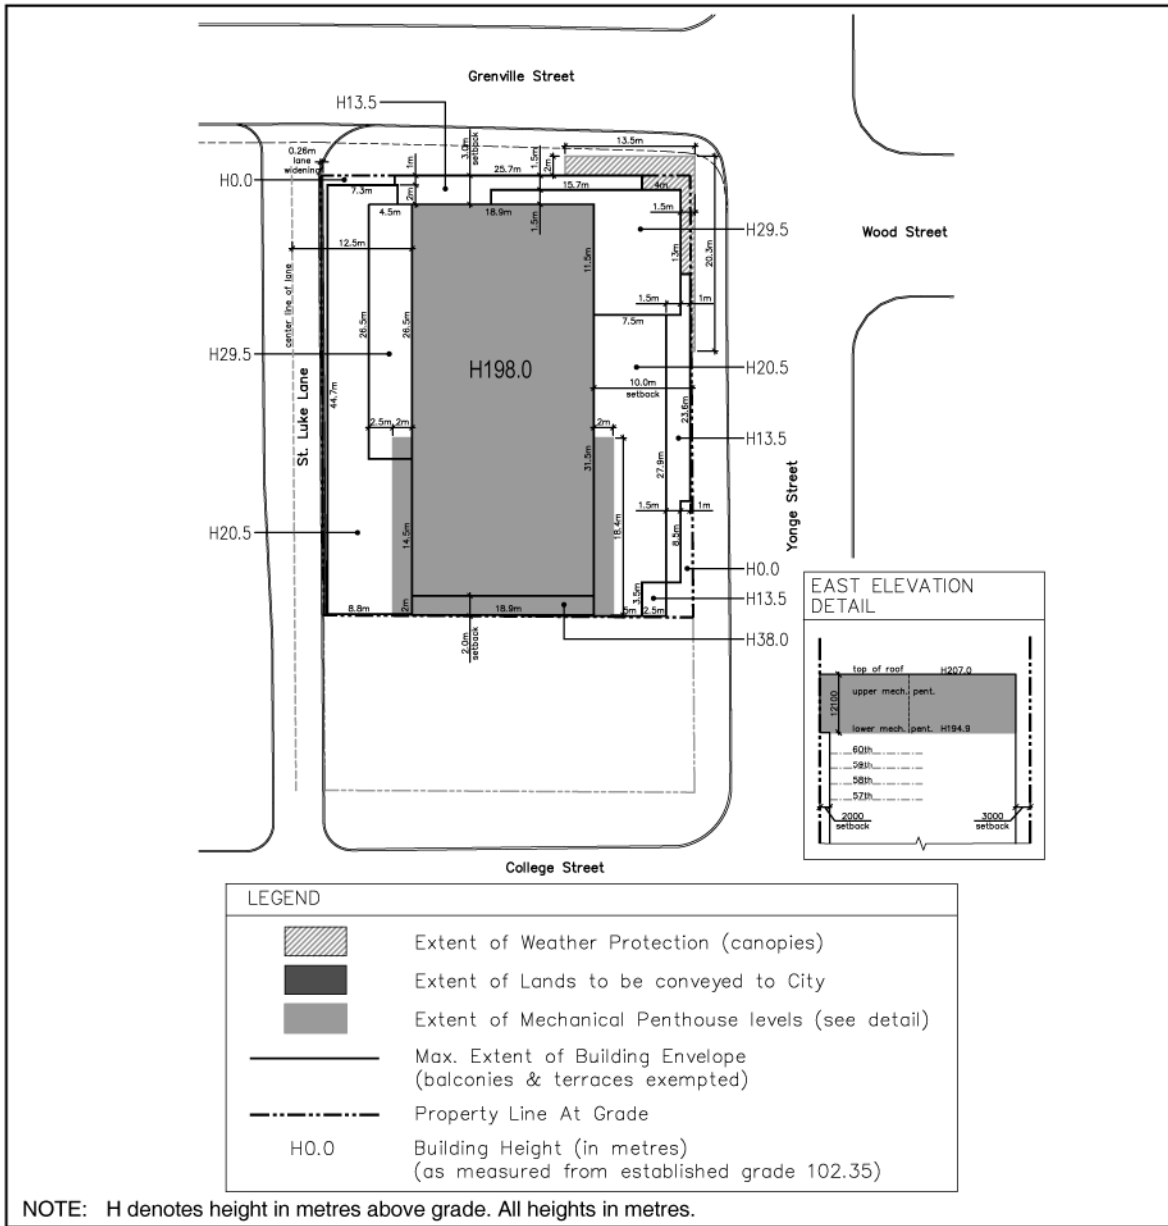 Grenville Street
H13.5
13.5m
0.26m
lane
widening
3.0m
setback
1.5m
2m
1m
25.7m
H0.0
7.3m
2m
15.7m
4m
4.5m
18.9m
1.5m
1.5m
H29.5
Wood Street
12.5m
11.5m
13m
20.3m
center line of lane
1.5m
1m
7.5m
26.5m
26.5m
H29.5
H198.0
H20.5
10.0m
setback
St. Luke Lane
44.7m
23.6m
2.5m
2m
2m
H13.5
31.5m
27.9m
Yonge Street
1.5m
1m
H20.5
14.5m
18.4m
8.5m
H0.0
3.5m
H13.5
8.8m
2m
18.9m
5m
2.5m
H38.0
2.0m
setback
EAST ELEVATION
DETAIL
top of roof H207.0
upper mech. pent.
12100
lower mech. pent. H194.9
60th
59th
58th
57th
2000
setback
3000
setback
College Street
LEGEND
Extent of Weather Protection (canopies)
Extent of Lands to be conveyed to City
Extent of Mechanical Penthouse levels (see detail)
Max. Extent of Building Envelope
(balconies & terraces exempted)
Property Line At Grade
H0.0 Building Height (in metres)
(as measured from established grade 102.35)
NOTE: H denotes height in metres above grade. All heights in metres.